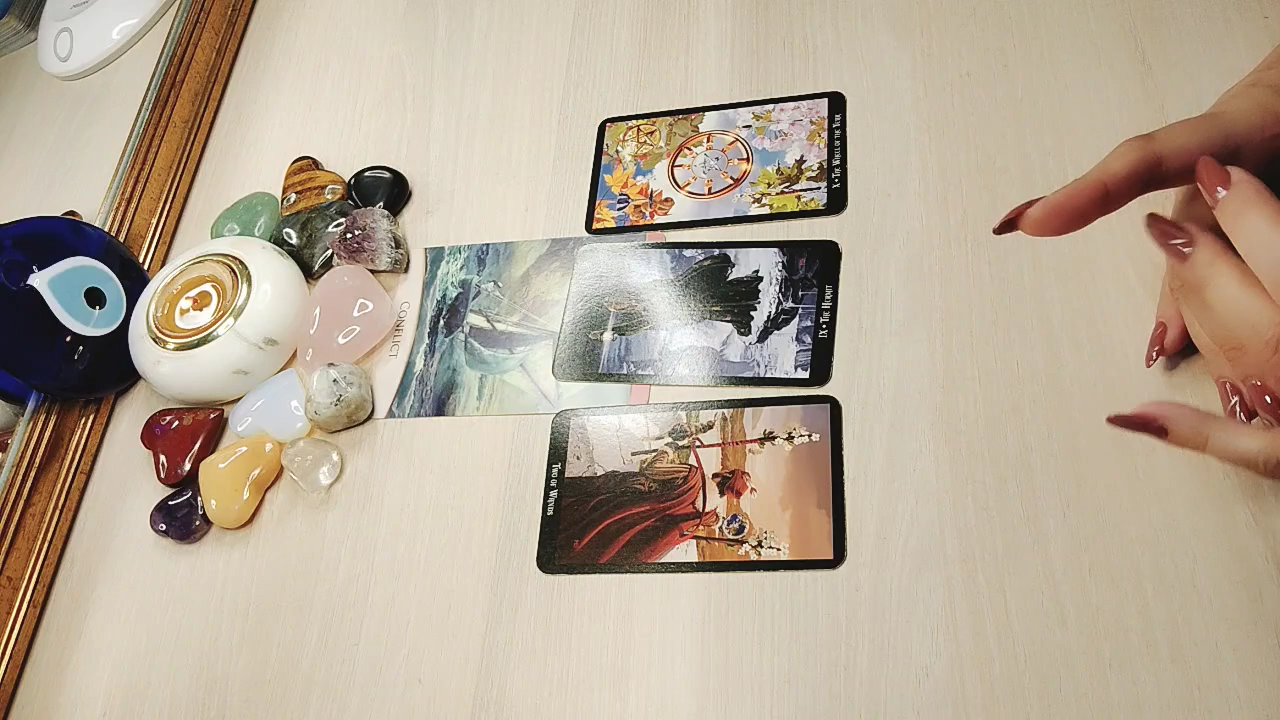 X • The Wheel of the Year
IX • The Hermit
Conflict
Two of Wands